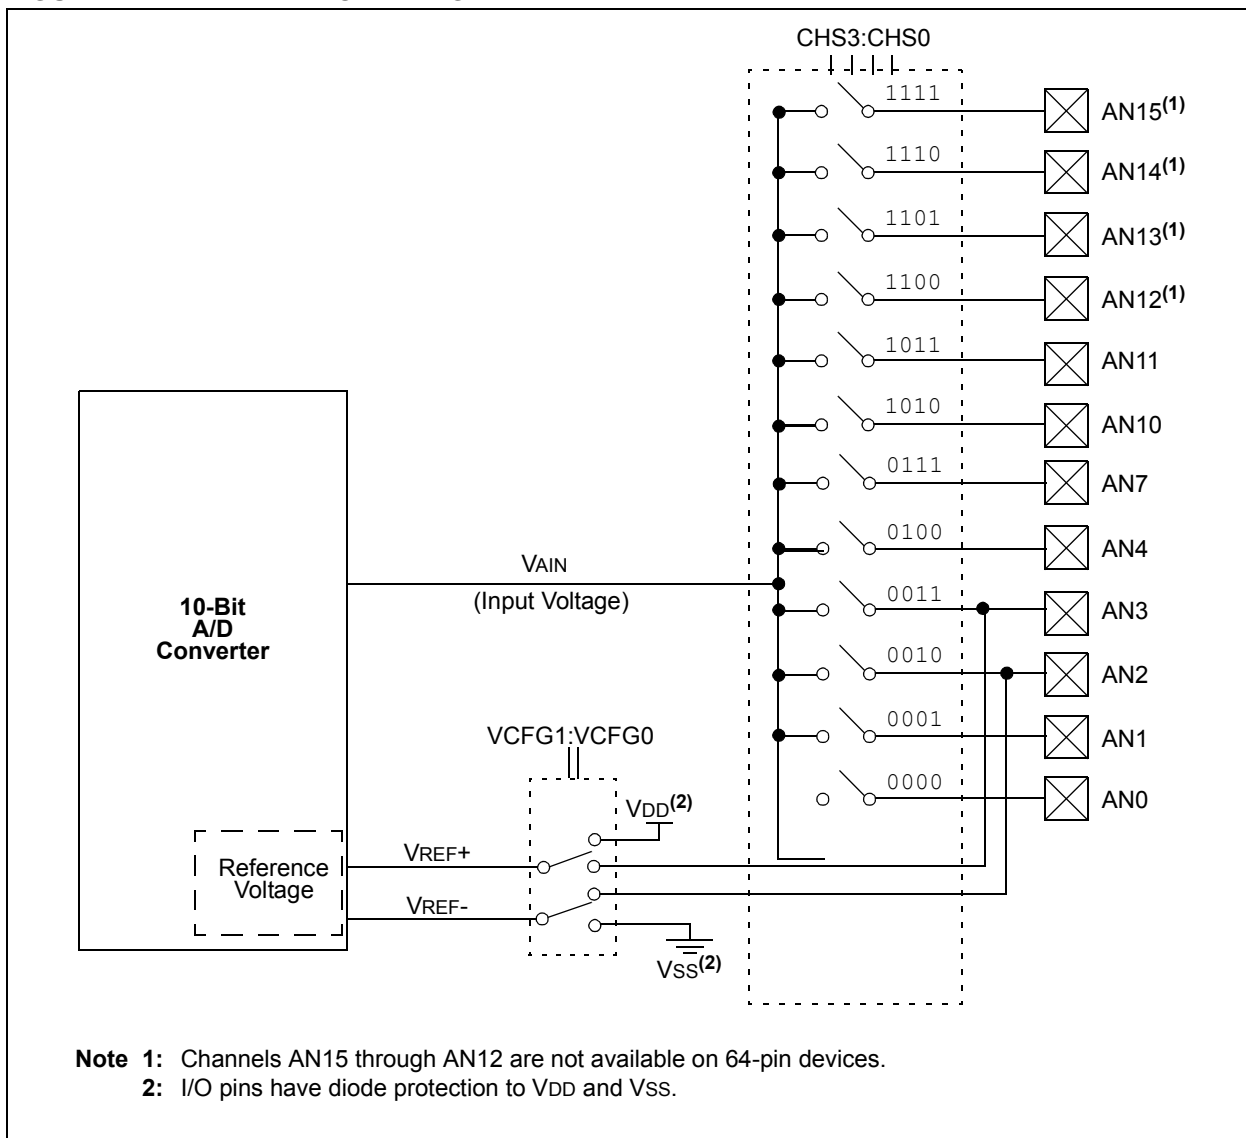 CHS3:CHS0
1111 AN15(1)
1110 AN14(1)
1101 AN13(1)
1100 AN12(1)
1011 AN11
1010 AN10
0111 AN7
0100 AN4
VAIN
(Input Voltage)
0011 AN3
10-Bit
A/D
Converter
0010 AN2
0001 AN1
VCFG1:VCFG0
0000 AN0
VDD(2)
VREF+
Reference
Voltage
VREF-
VSS(2)
Note 1: Channels AN15 through AN12 are not available on 64-pin devices.
2: I/O pins have diode protection to VDD and VSS.